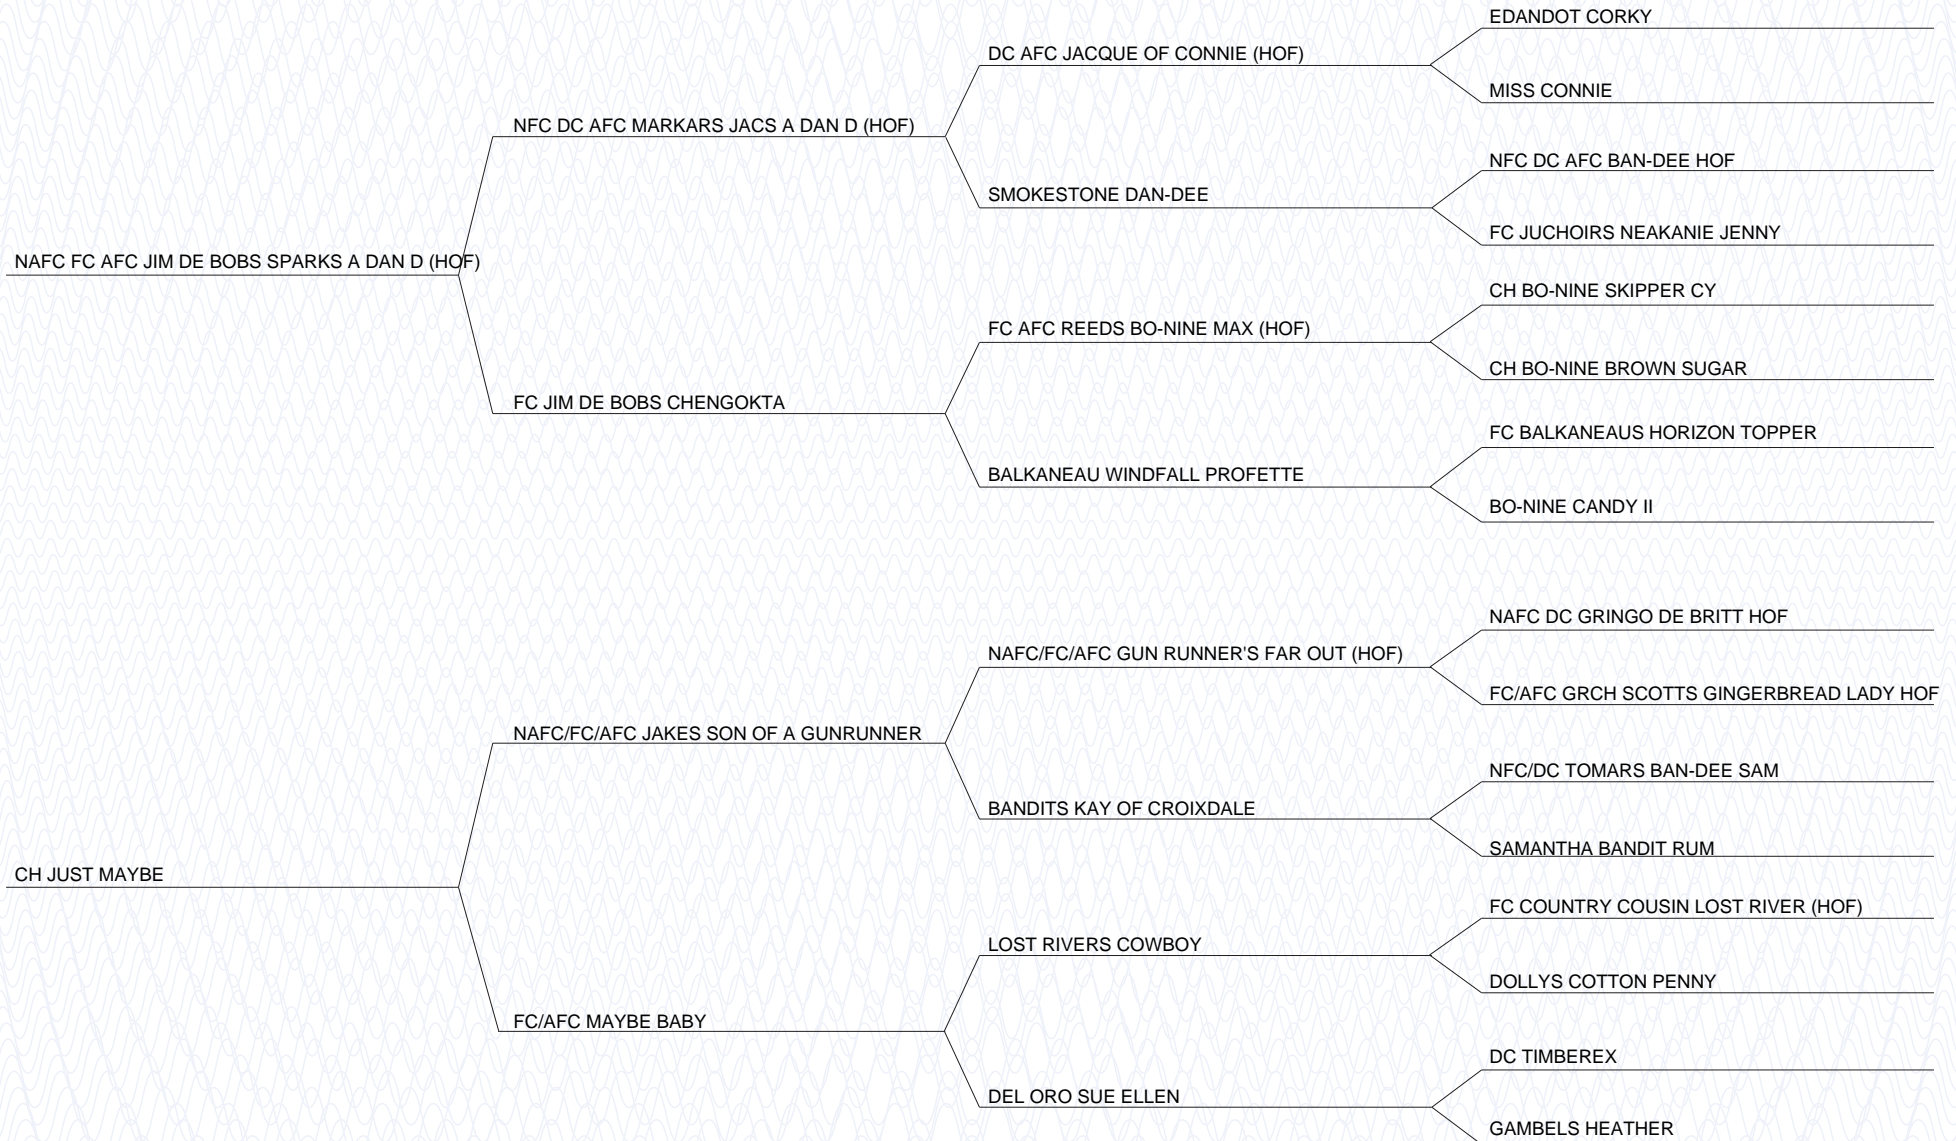 EDANDOT CORKY
DC AFC JACQUE OF CONNIE (HOF)
MISS CONNIE
NFC DC AFC MARKARS JACS A DAN D (HOF)
NFC DC AFC BAN-DEE HOF
SMOKESTONE DAN-DEE
FC JUCHOIRS NEAKANIE JENNY
NAFC FC AFC JIM DE BOBS SPARKS A DAN D (HOF)
CH BO-NINE SKIPPER CY
FC AFC REEDS BO-NINE MAX (HOF)
CH BO-NINE BROWN SUGAR
FC JIM DE BOBS CHENGOKTA
FC BALKANEAUS HORIZON TOPPER
BALKANEAU WINDFALL PROFETTE
BO-NINE CANDY II
NAFC DC GRINGO DE BRITT HOF
NAFC/FC/AFC GUN RUNNER'S FAR OUT (HOF)
FC/AFC GRCH SCOTTS GINGERBREAD LADY HOF
NAFC/FC/AFC JAKES SON OF A GUNRUNNER
NFC/DC TOMARS BAN-DEE SAM
BANDITS KAY OF CROIXDALE
SAMANTHA BANDIT RUM
CH JUST MAYBE
FC COUNTRY COUSIN LOST RIVER (HOF)
LOST RIVERS COWBOY
DOLLYS COTTON PENNY
FC/AFC MAYBE BABY
DC TIMBEREX
DEL ORO SUE ELLEN
GAMBELS HEATHER